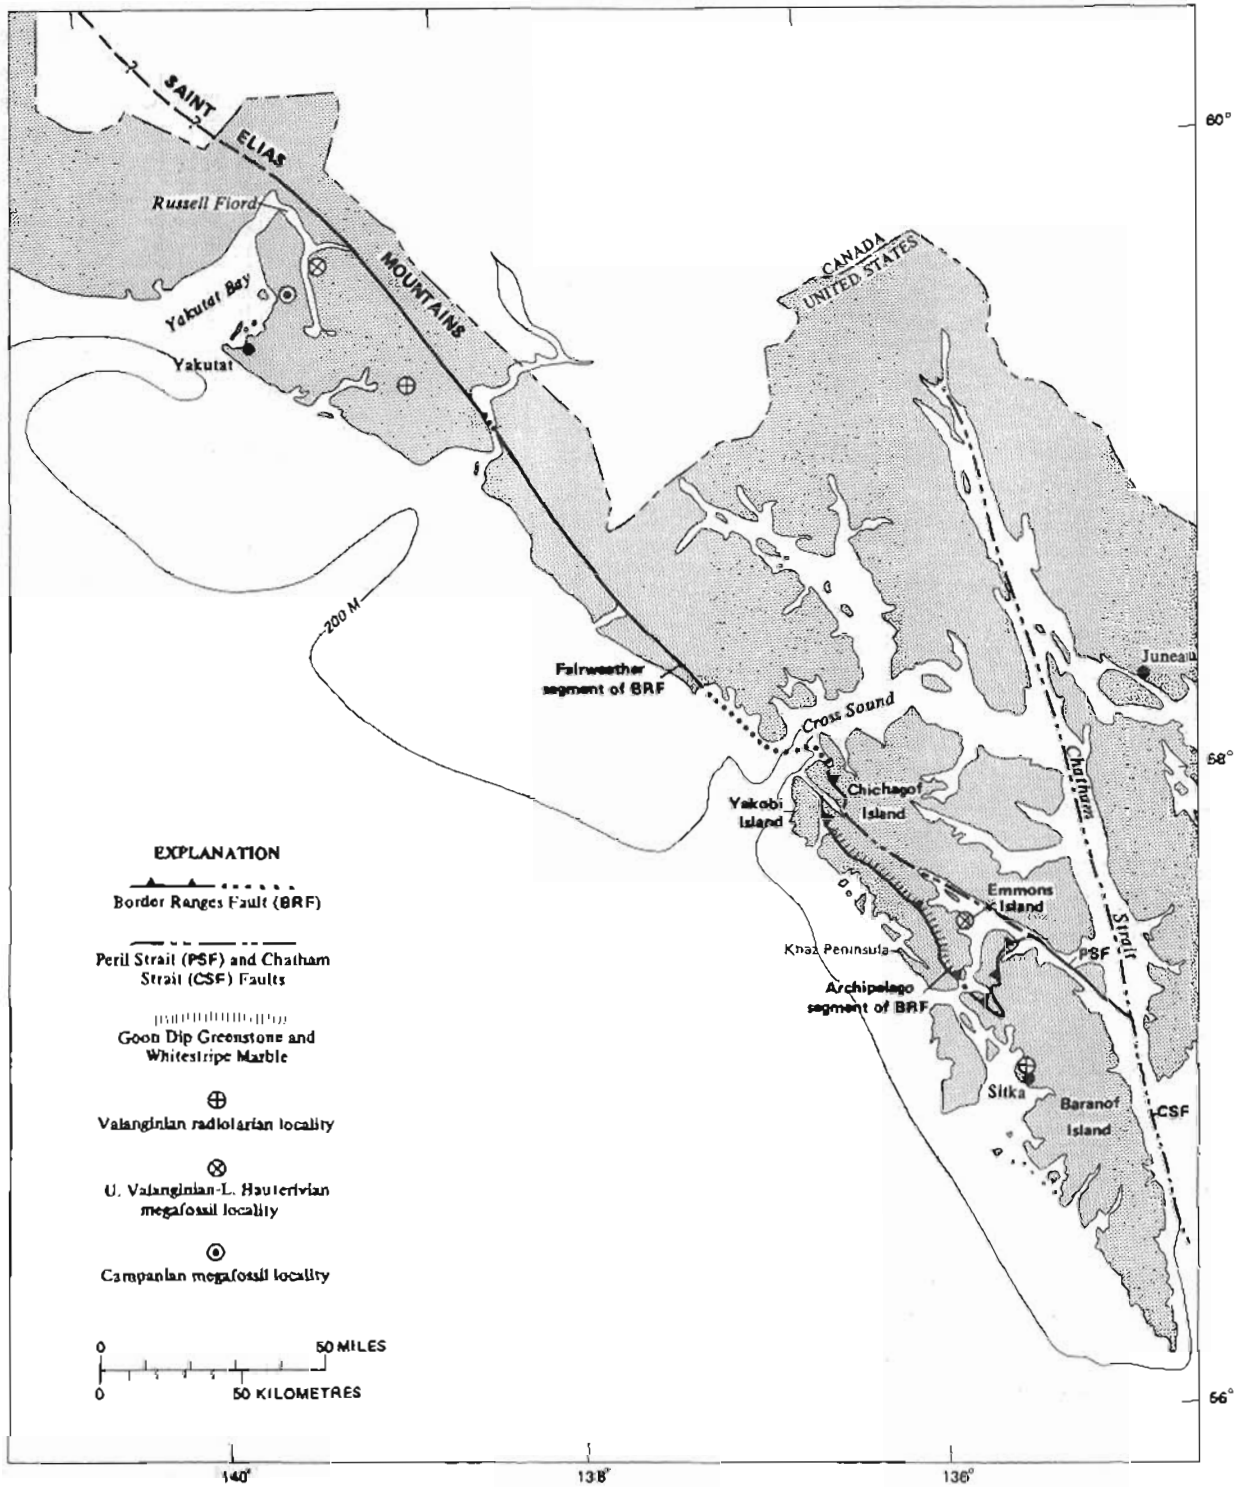 60°
?
SAINT
?
ELIAS
Russell Fiord
CANADA
UNITED STATES
MOUNTAINS
Yakutat Bay
Yakutat
200 M
Juneau
Fairweather
segment of BRF
Cross Sound
58°
Chatham
Chichagof
Island
Yakobi
Island
EXPLANATION
Border Ranges Fault (BRF)
Emmons
Island
Strait
PSF
Khaz Peninsula
Peril Strait (PSF) and Chatham
Strait (CSF) Faults
Archipelago
segment of BRF
Goon Dip Greenstone and
Whitestripe Marble
Sitka
Baranof
Island
CSF
Valanginian radiolarian locality
U. Valanginian-L. Hauterivian
megafossil locality
Campanian megafossil locality
0 50 MILES
0 50 KILOMETRES
56°
140° 138° 136°